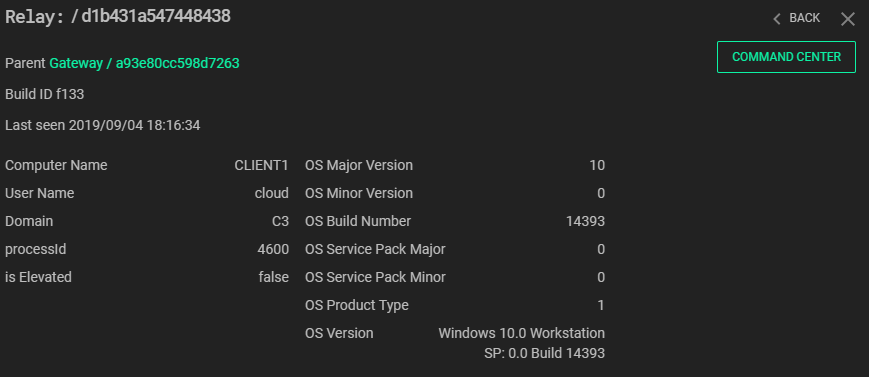 Relay: / d1b431a547448438
BACK
Parent Gateway / a93e80cc598d7263
COMMAND CENTER
Build ID f133
Last seen 2019/09/04 18:16:34
Computer Name CLIENT1 OS Major Version 10
User Name cloud OS Minor Version 0
Domain C3 OS Build Number 14393
processId 4600 OS Service Pack Major 0
is Elevated false OS Service Pack Minor 0
OS Product Type 1
OS Version Windows 10.0 Workstation
SP: 0.0 Build 14393